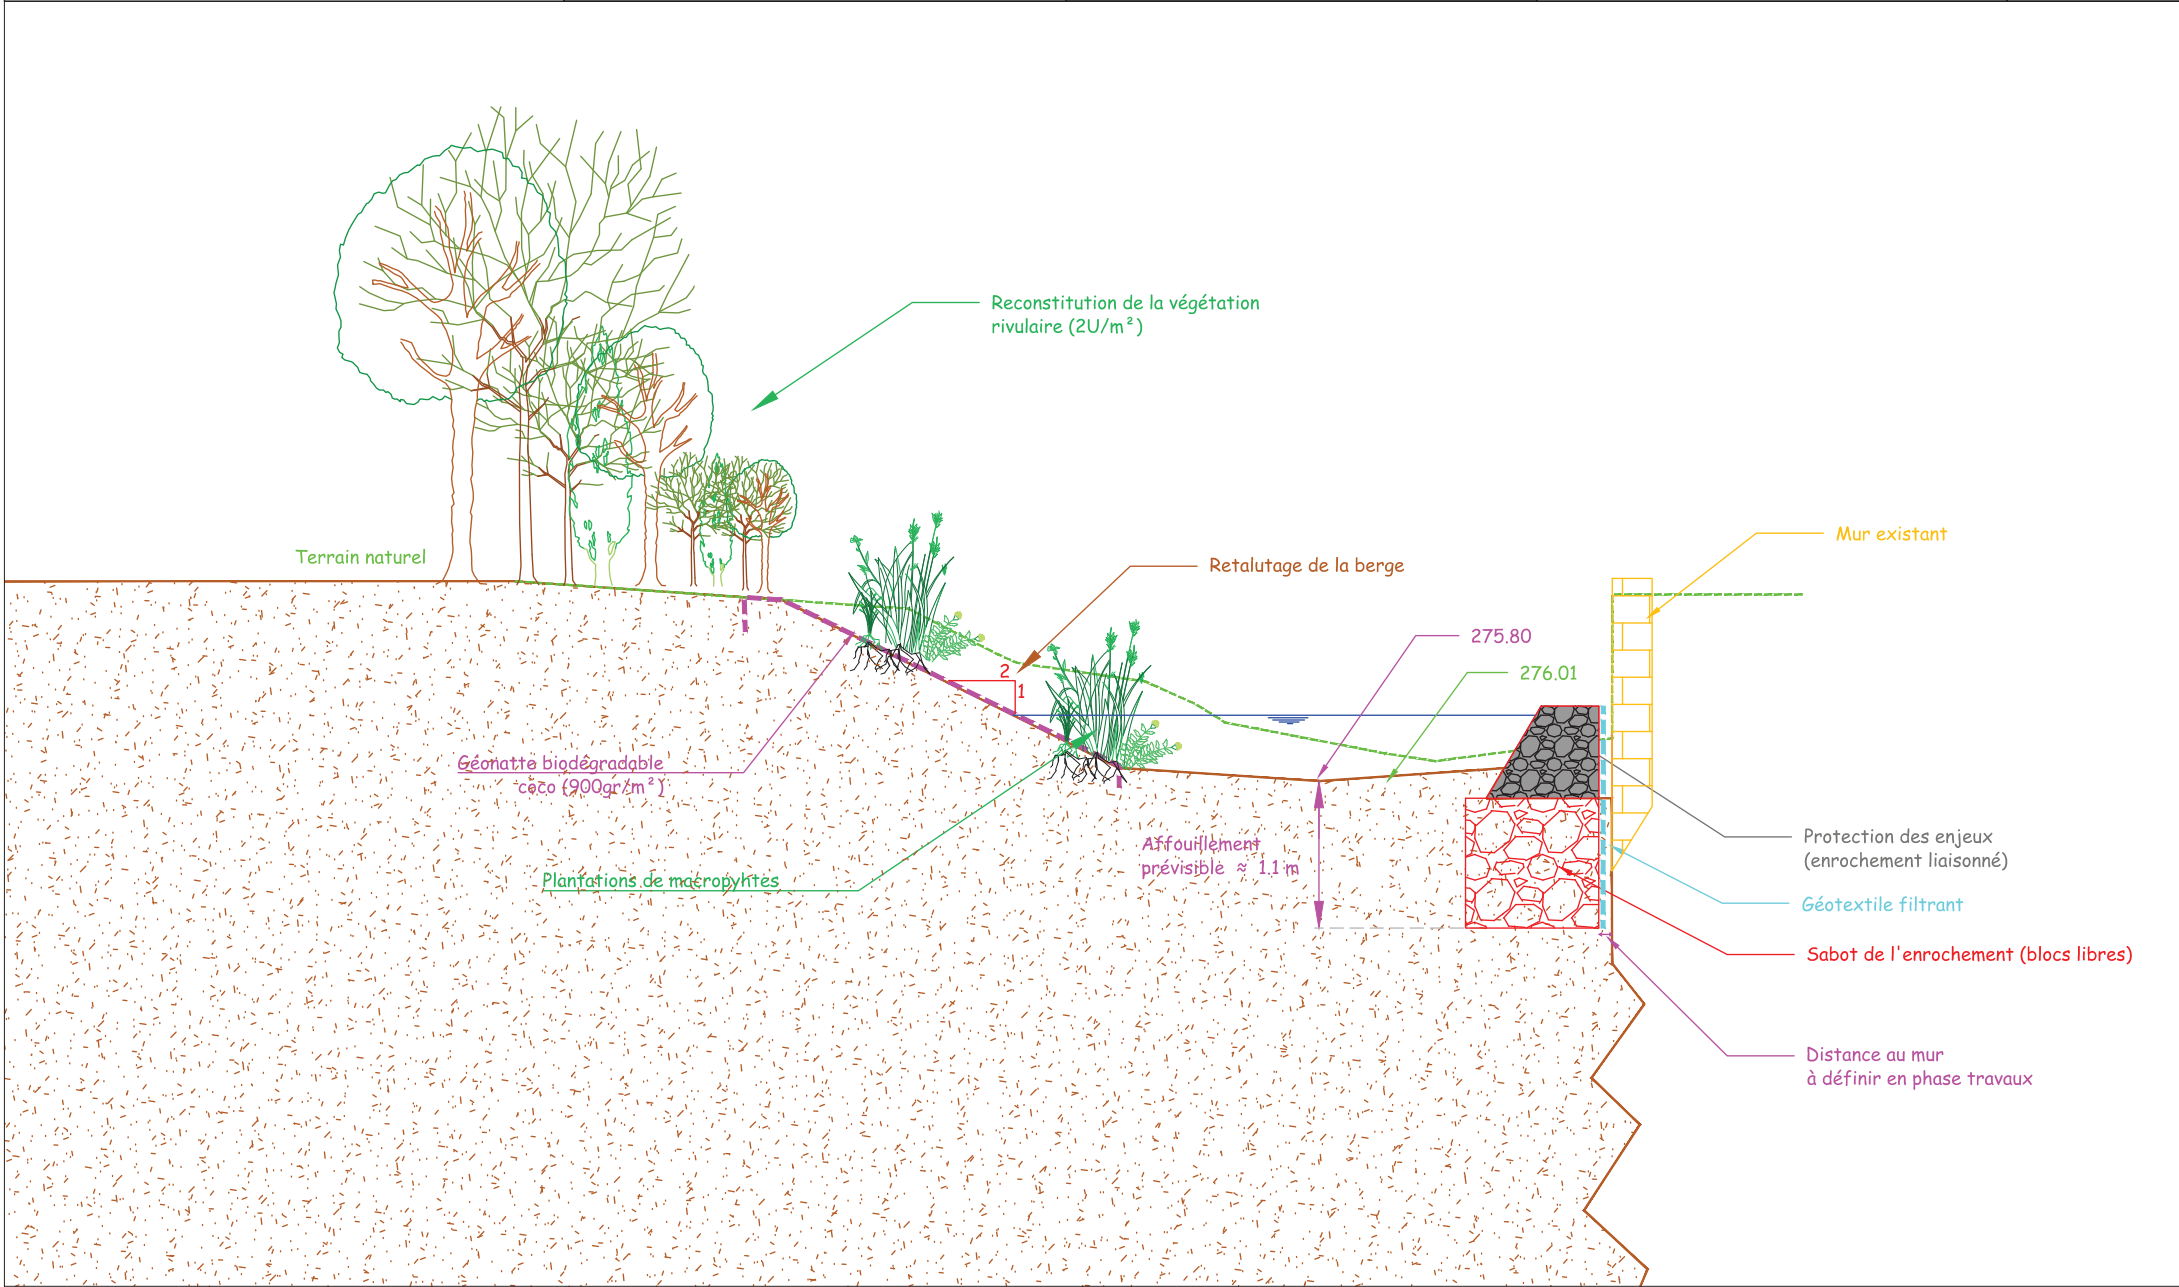 Reconstitution de la végétation
rivulaire (2U/m²)
Terrain naturel
Mur existant
Retalutage de la berge
275.80
276.01
2
1
Géonatte biodégradable
coco (900gr/m²)
Affouillement
prévisible ≈ 1.1 m
Plantations de macropyhtes
Protection des enjeux
(enrochement liaisonné)
Géotextile filtrant
Sabot de l'enrochement (blocs libres)
Distance au mur
à définir en phase travaux